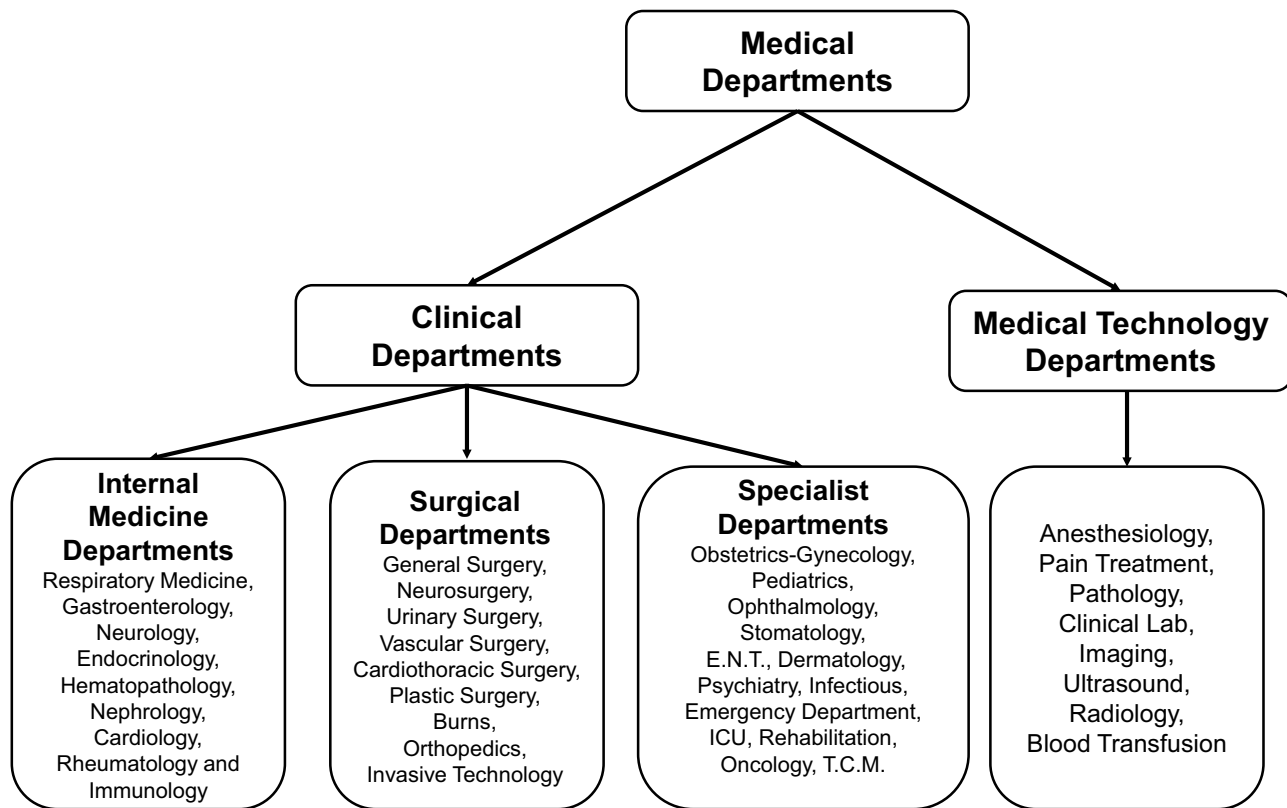 Medical
Departments
Clinical
Departments
Medical Technology
Departments
Internal
Medicine
Departments
Respiratory Medicine,
Gastroenterology,
Neurology,
Endocrinology,
Hematopathology,
Nephrology,
Cardiology,
Rheumatology and
Immunology
Surgical
Departments
General Surgery,
Neurosurgery,
Urinary Surgery,
Vascular Surgery,
Cardiothoracic Surgery,
Plastic Surgery,
Burns,
Orthopedics,
Invasive Technology
Specialist
Departments
Obstetrics-Gynecology,
Pediatrics,
Ophthalmology,
Stomatology,
E.N.T., Dermatology,
Psychiatry, Infectious,
Emergency Department,
ICU, Rehabilitation,
Oncology, T.C.M.
Anesthesiology,
Pain Treatment,
Pathology,
Clinical Lab,
Imaging,
Ultrasound,
Radiology,
Blood Transfusion